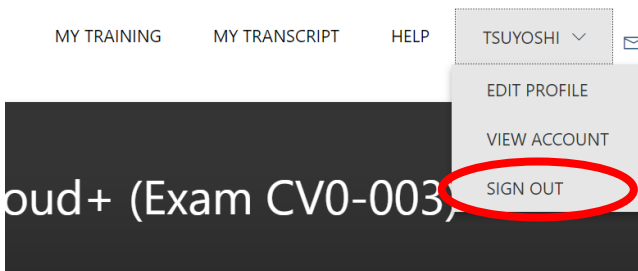 MY TRAINING MY TRANSCRIPT HELP TSUYOSHI
EDIT PROFILE
VIEW ACCOUNT
SIGN OUT
oud+ (Exam CV0-003)